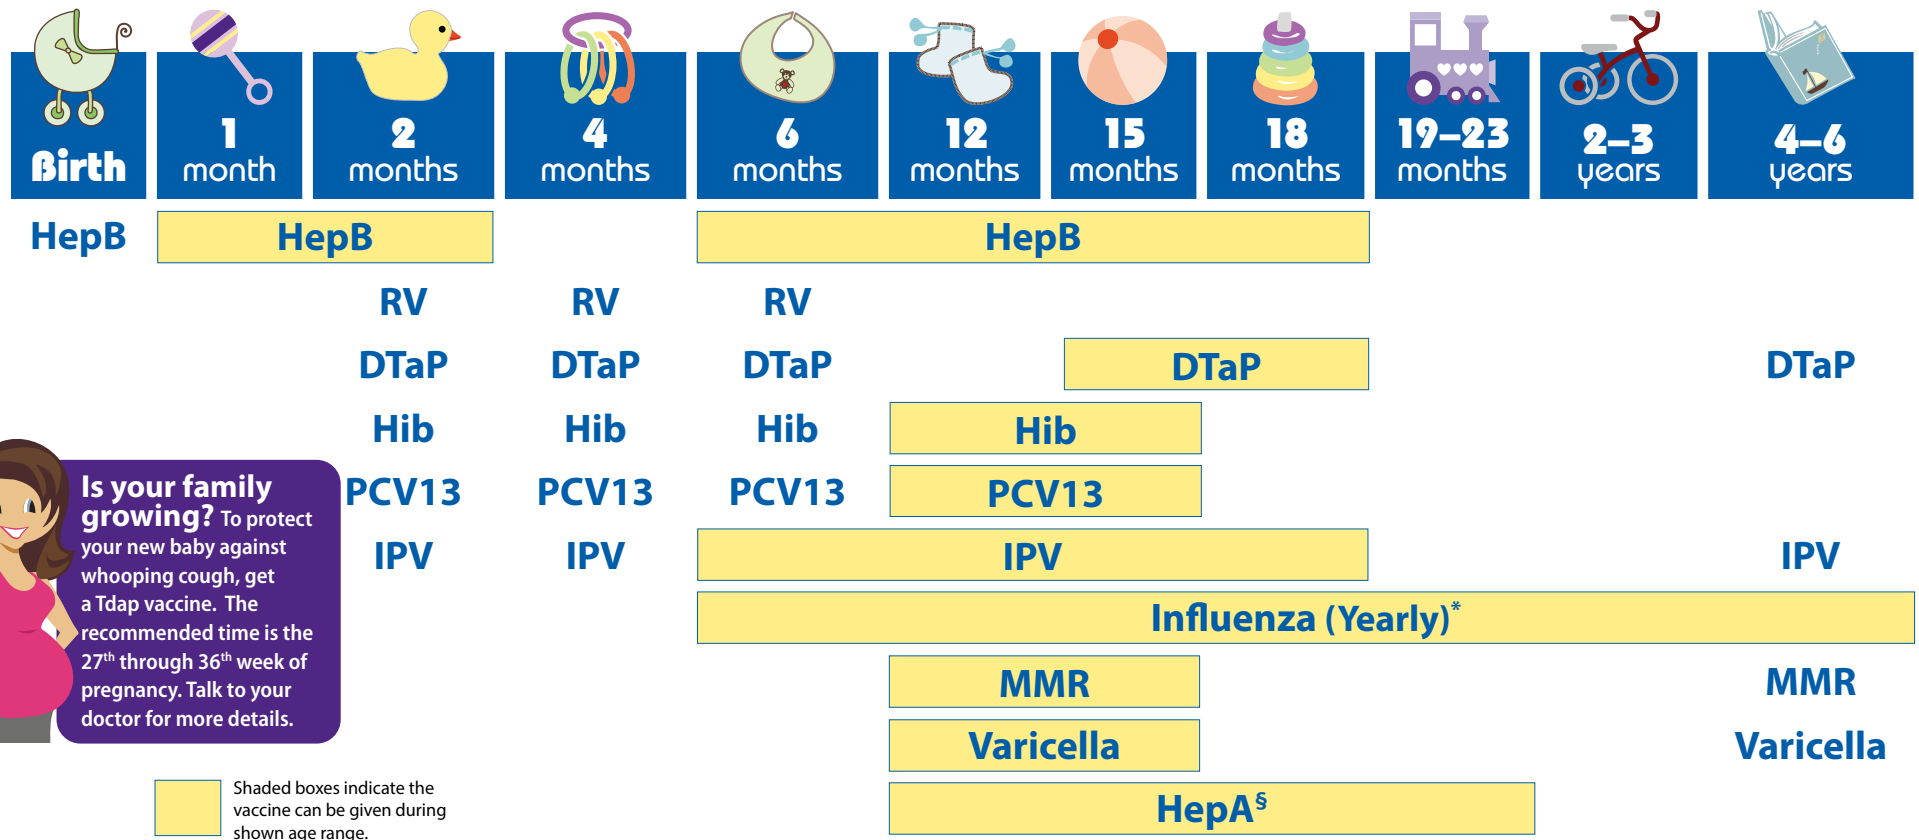 Birth
1
month
2
months
4
months
6
months
12
months
15
months
18
months
19–23
months
2–3
years
4–6
years
HepB HepB HepB
RV RV RV
DTaP DTaP DTaP DTaP DTaP
Hib Hib Hib Hib
PCV13 PCV13 PCV13 PCV13
IPV IPV IPV IPV
Influenza (Yearly)*
MMR MMR
Varicella Varicella
HepA§
Is your family
growing? To protect
your new baby against
whooping cough, get
a Tdap vaccine. The
recommended time is the
27th through 36th week of
pregnancy. Talk to your
doctor for more details.
Shaded boxes indicate the
vaccine can be given during
shown age range.